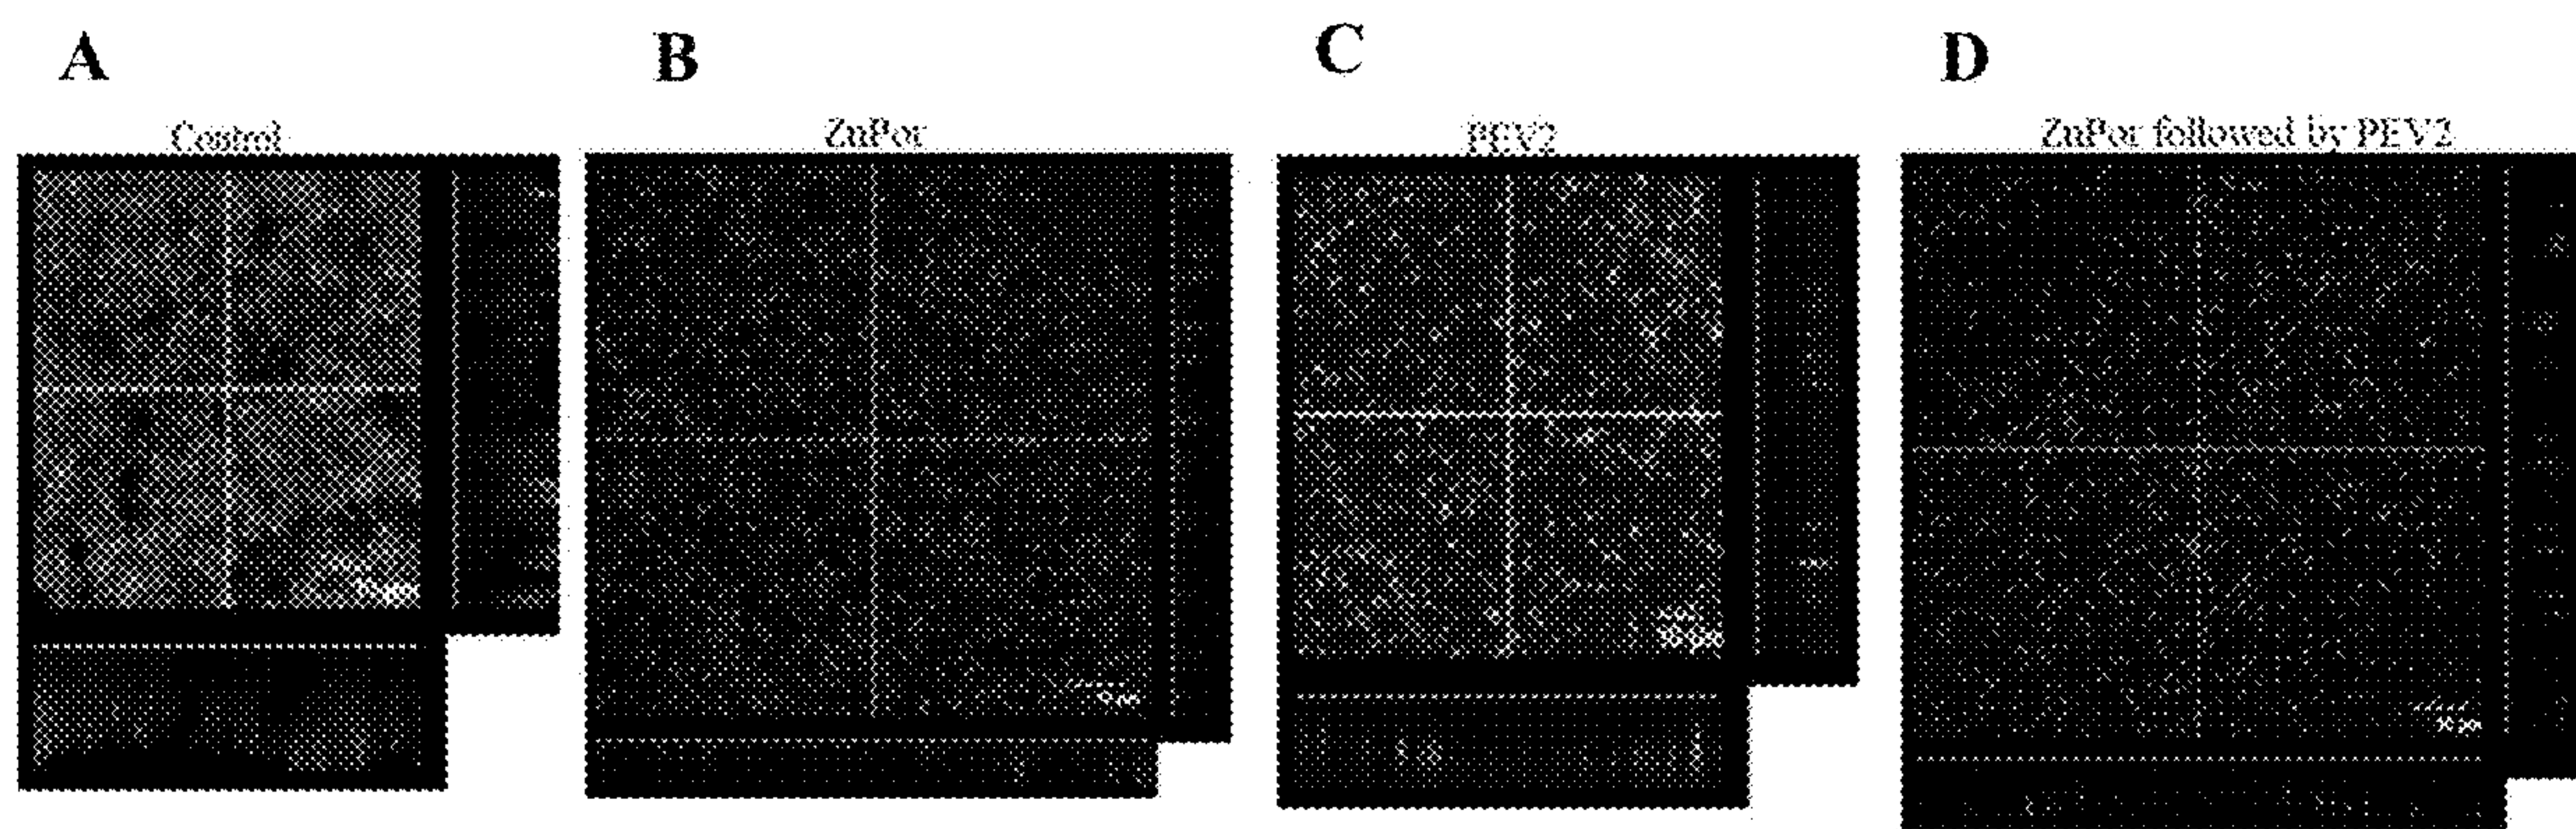 A
B
C
D
Control
ZnPor
PEV2
ZnPor followed by PEV2